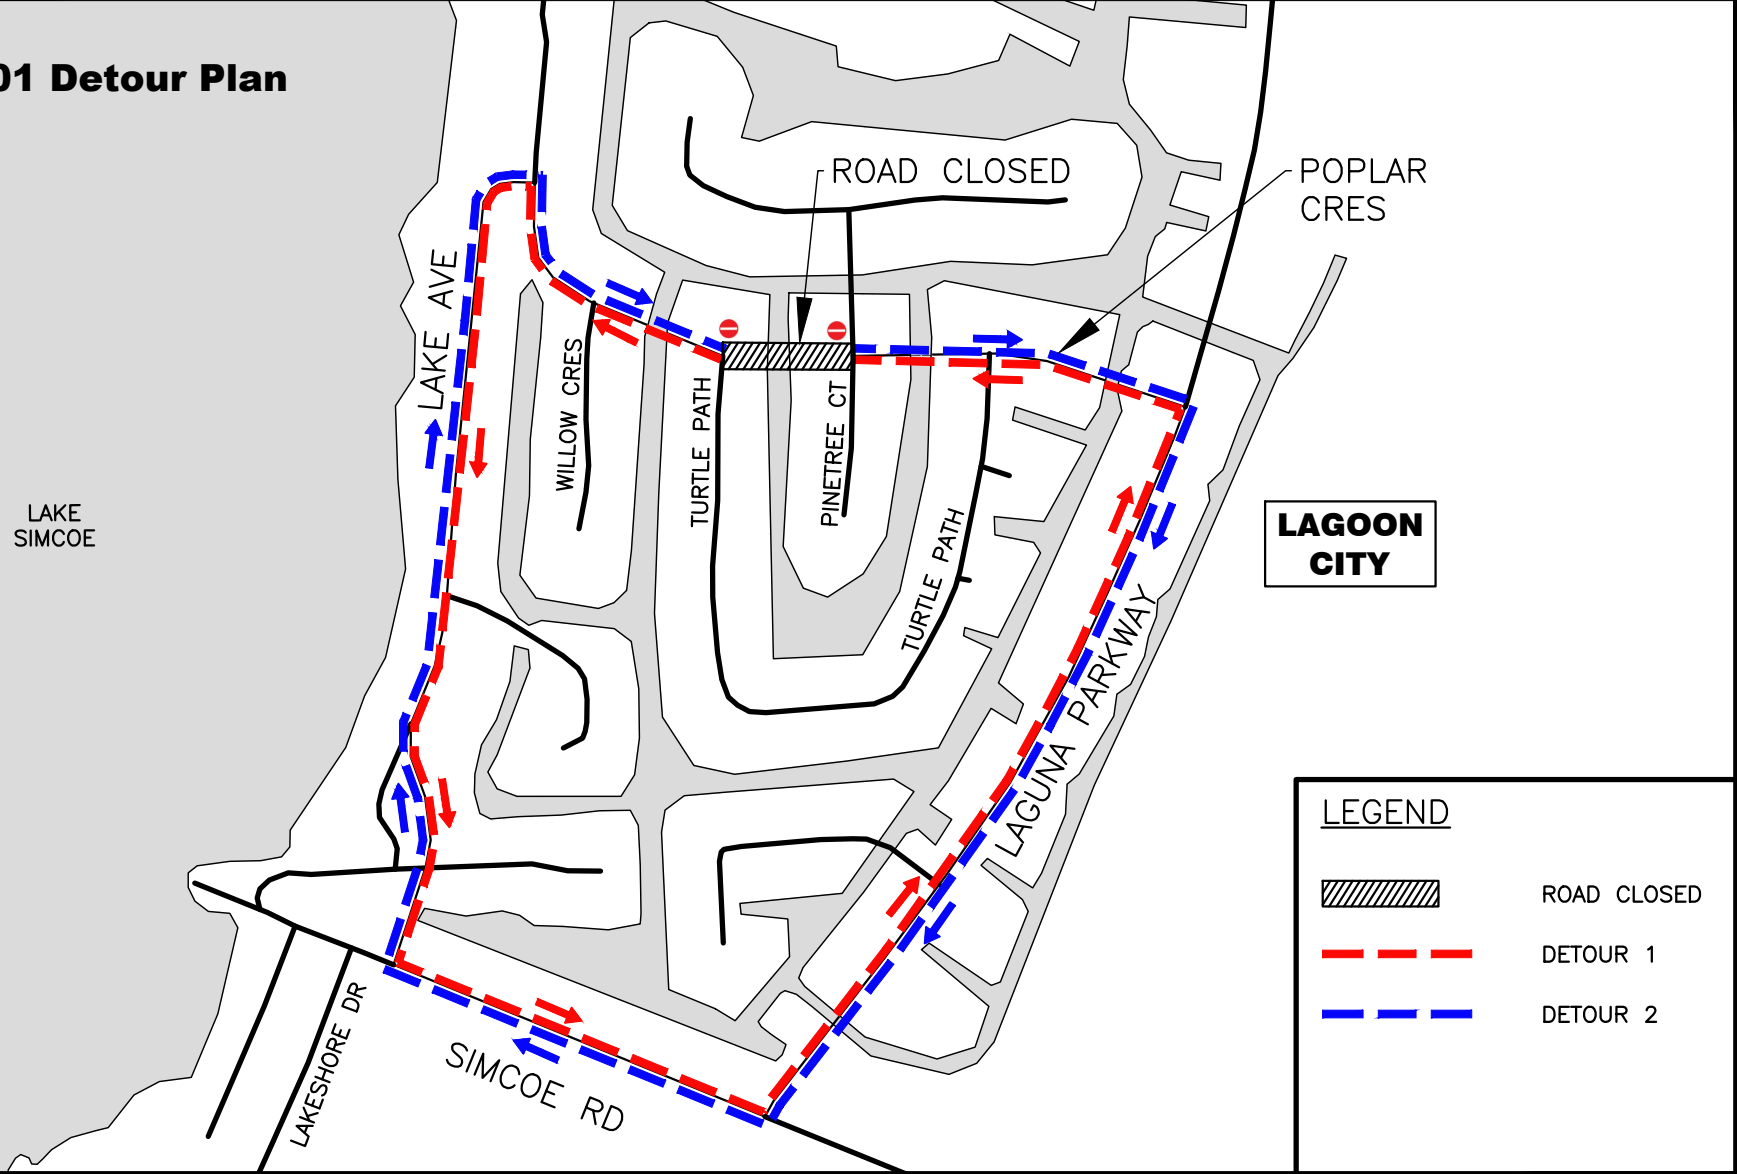 01 Detour Plan
ROAD CLOSED
POPLAR
CRES
LAKE AVE
WILLOW CRES
TURTLE PATH
PINETREE CT
TURTLE PATH
LAKE
SIMCOE
LAGOON
CITY
LAGUNA PARKWAY
LAKESHORE DR
SIMCOE RD
LEGEND
ROAD CLOSED
DETOUR 1
DETOUR 2